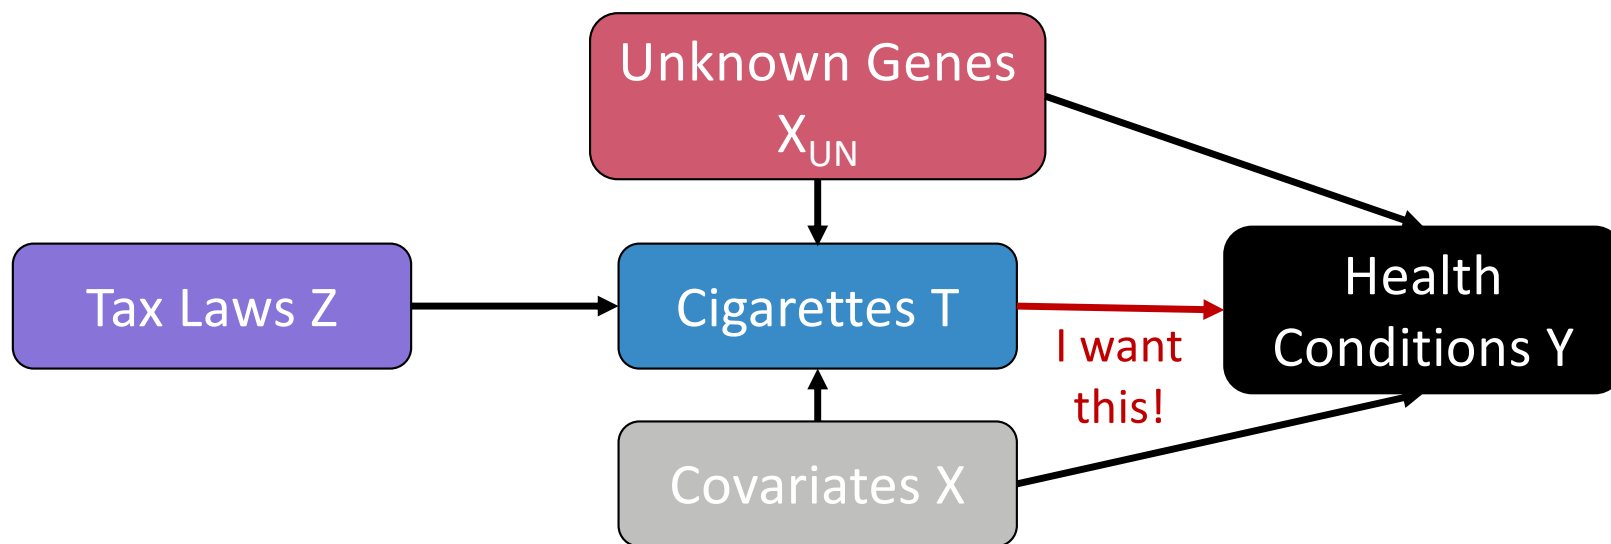 Unknown Genes
X_UN
Tax Laws Z
Cigarettes T
I want
this!
Health
Conditions Y
Covariates X